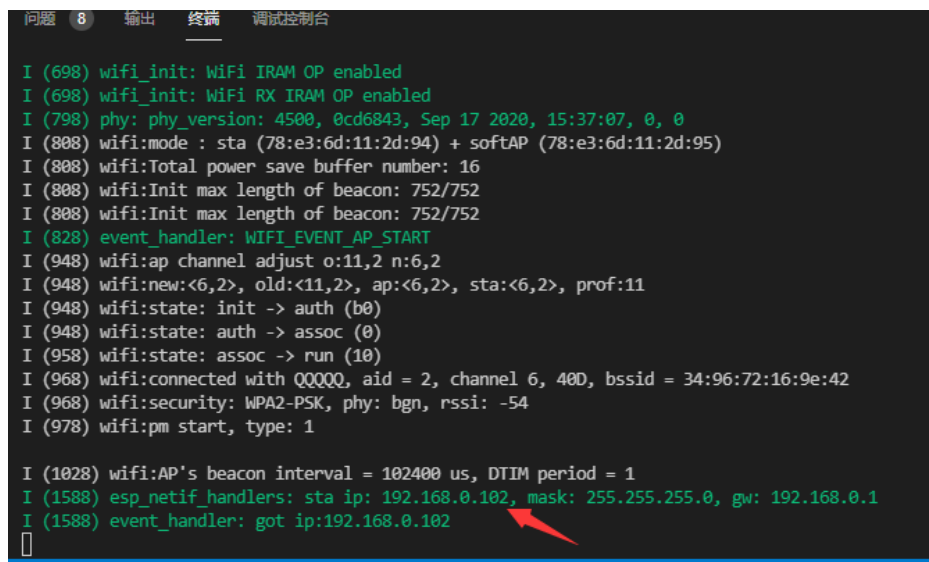 问题 8 输出 终端 调试控制台
I (698) wifi_init: WiFi IRAM OP enabled
I (698) wifi_init: WiFi RX IRAM OP enabled
I (798) phy: phy_version: 4500, 0cd6843, Sep 17 2020, 15:37:07, 0, 0
I (808) wifi:mode : sta (78:e3:6d:11:2d:94) + softAP (78:e3:6d:11:2d:95)
I (808) wifi:Total power save buffer number: 16
I (808) wifi:Init max length of beacon: 752/752
I (808) wifi:Init max length of beacon: 752/752
I (828) event_handler: WIFI_EVENT_AP_START
I (948) wifi:ap channel adjust o:11,2 n:6,2
I (948) wifi:new:<6,2>, old:<11,2>, ap:<6,2>, sta:<6,2>, prof:11
I (948) wifi:state: init -> auth (b0)
I (948) wifi:state: auth -> assoc (0)
I (958) wifi:state: assoc -> run (10)
I (968) wifi:connected with QQQQQ, aid = 2, channel 6, 40D, bssid = 34:96:72:16:9e:42
I (968) wifi:security: WPA2-PSK, phy: bgn, rssi: -54
I (978) wifi:pm start, type: 1
I (1028) wifi:AP's beacon interval = 102400 us, DTIM period = 1
I (1588) esp_netif_handlers: sta ip: 192.168.0.102, mask: 255.255.255.0, gw: 192.168.0.1
I (1588) event_handler: got ip:192.168.0.102